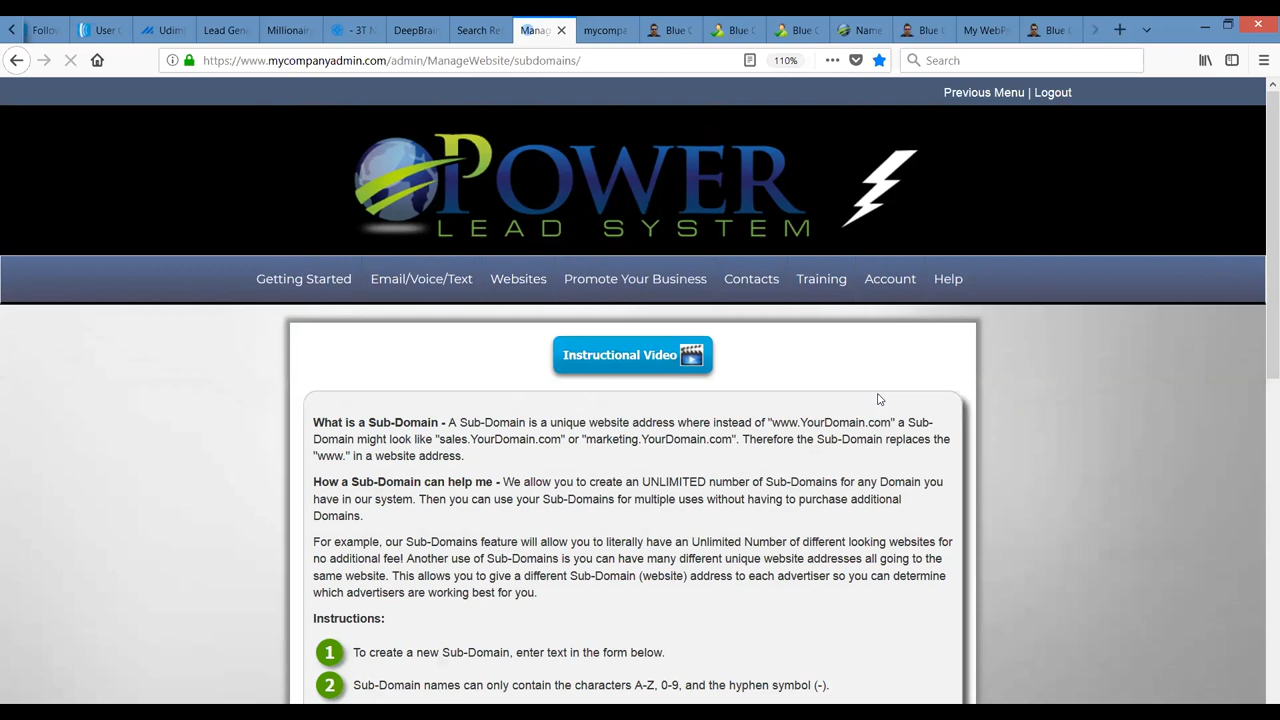 Follow
User C
Udim
Lead Gene
Millionair
- 3T N
DeepBrain
Search Re
Manag
mycompa
Blue C
Blue C
Blue C
Name
Blue C
My WebP
Blue C
https://www.mycompanyadmin.com/admin/ManageWebsite/subdomains/
110%
Search
Previous Menu | Logout
POWER
LEAD SYSTEM
Getting Started
Email/Voice/Text
Websites
Promote Your Business
Contacts
Training
Account
Help
Instructional Video
What is a Sub-Domain - A Sub-Domain is a unique website address where instead of "www.YourDomain.com" a Sub-
Domain might look like "sales.YourDomain.com" or "marketing.YourDomain.com". Therefore the Sub-Domain replaces the
"www." in a website address.
How a Sub-Domain can help me - We allow you to create an UNLIMITED number of Sub-Domains for any Domain you
have in our system. Then you can use your Sub-Domains for multiple uses without having to purchase additional
Domains.
For example, our Sub-Domains feature will allow you to literally have an Unlimited Number of different looking websites for
no additional fee! Another use of Sub-Domains is you can have many different unique website addresses all going to the
same website. This allows you to give a different Sub-Domain (website) address to each advertiser so you can determine
which advertisers are working best for you.
Instructions:
1 To create a new Sub-Domain, enter text in the form below.
2 Sub-Domain names can only contain the characters A-Z, 0-9, and the hyphen symbol (-).